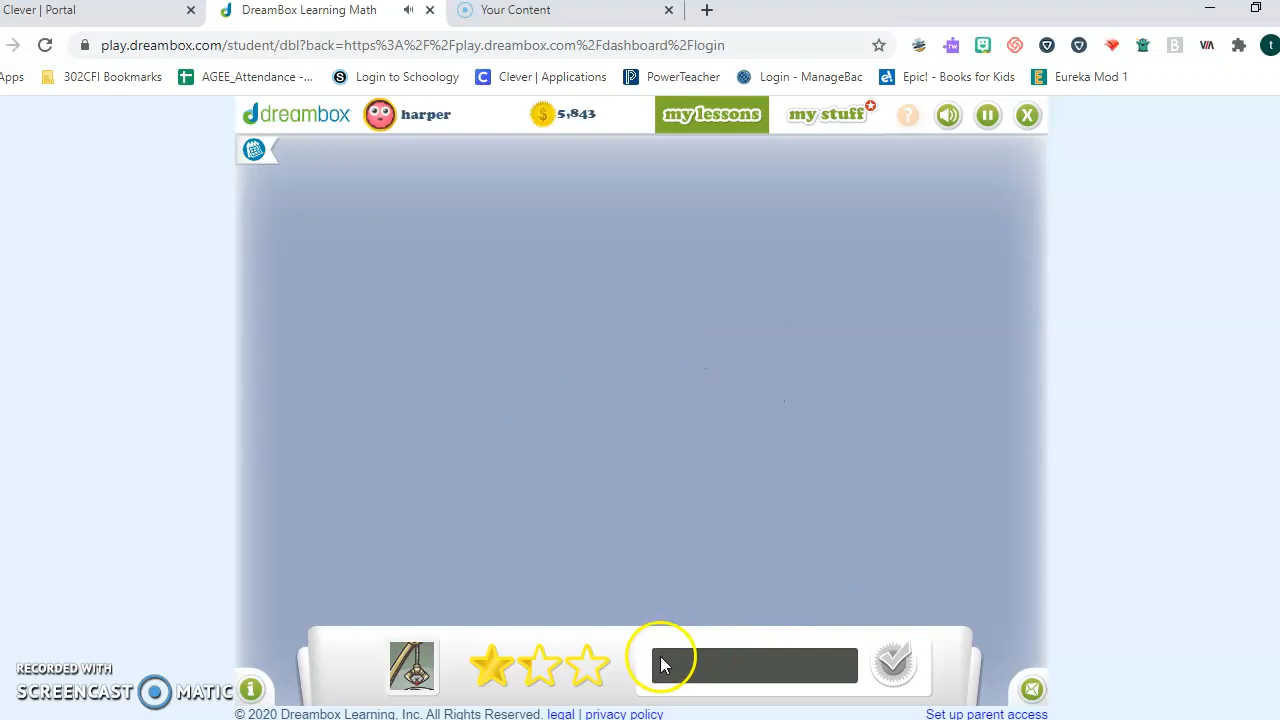 Clever | Portal
DreamBox Learning Math
Your Content
play.dreambox.com/student/dbl?back=https%3A%2F%2Fplay.dreambox.com%2Fdashboard%2Flogin
Apps
302CFI Bookmarks
AGEE_Attendance -...
Login to Schoology
Clever | Applications
PowerTeacher
Login - ManageBac
Epic! - Books for Kids
Eureka Mod 1
dreambox
harper
5,843
my lessons
my stuff
RECORDED WITH
SCREENCAST MATIC
© 2020 Dreambox Learning, Inc. All Rights Reserved. legal | privacy policy
Set up parent access